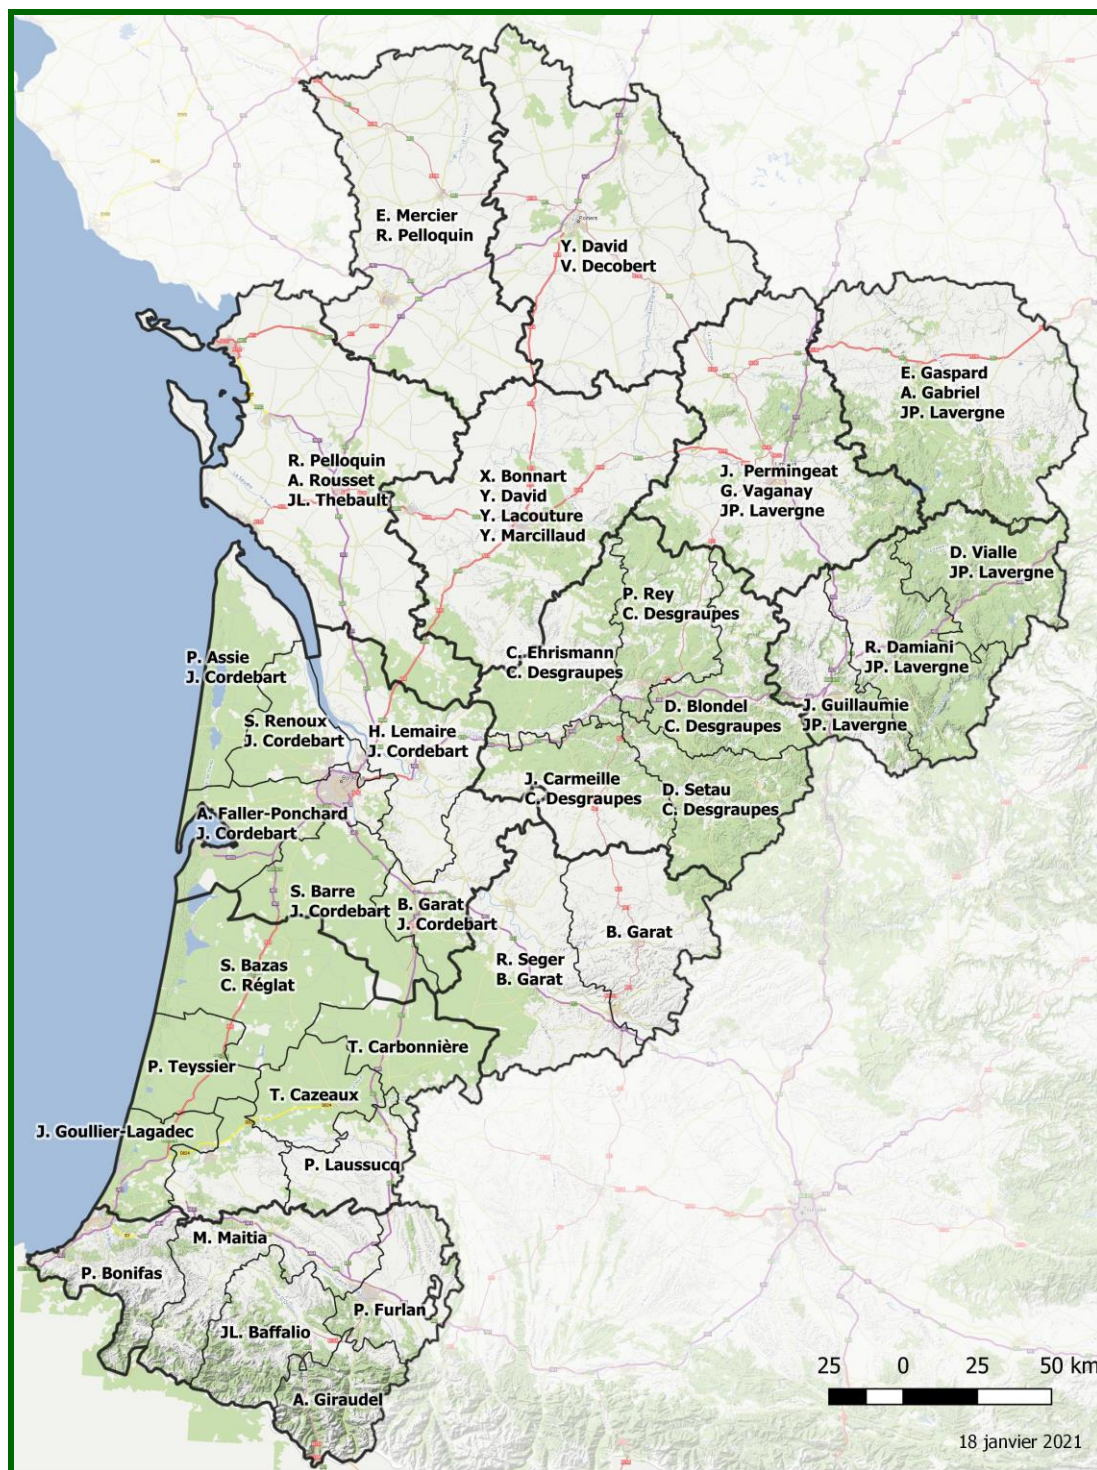 E. Mercier
R. Pelloquin
Poitiers
Y. David
V. Decobert
E. Gaspard
A. Gabriel
JP. Lavergne
R. Pelloquin
A. Rousset
JL. Thebault
X. Bonnart
Y. David
Y. Lacouture
Y. Marcillaud
J. Permingeat
G. Vaganay
JP. Lavergne
D. Vialle
JP. Lavergne
P. Rey
C. Desgraupes
R. Damiani
JP. Lavergne
C. Ehrismann
C. Desgraupes
P. Assie
J. Cordebart
D. Blondel
C. Desgraupes
J. Guillaumie
JP. Lavergne
S. Renoux
J. Cordebart
H. Lemaire
J. Cordebart
J. Carmeille
C. Desgraupes
D. Setau
C. Desgraupes
A. Faller-Ponchard
J. Cordebart
S. Barre
J. Cordebart
B. Garat
J. Cordebart
B. Garat
R. Seger
B. Garat
S. Bazas
C. Réglat
T. Carbonnière
P. Teyssier
T. Cazeaux
J. Goullier-Lagadec
P. Laussucq
M. Maitia
P. Bonifas
P. Furlan
JL. Baffalio
A. Giraudel
25 0 25 50 km
18 janvier 2021